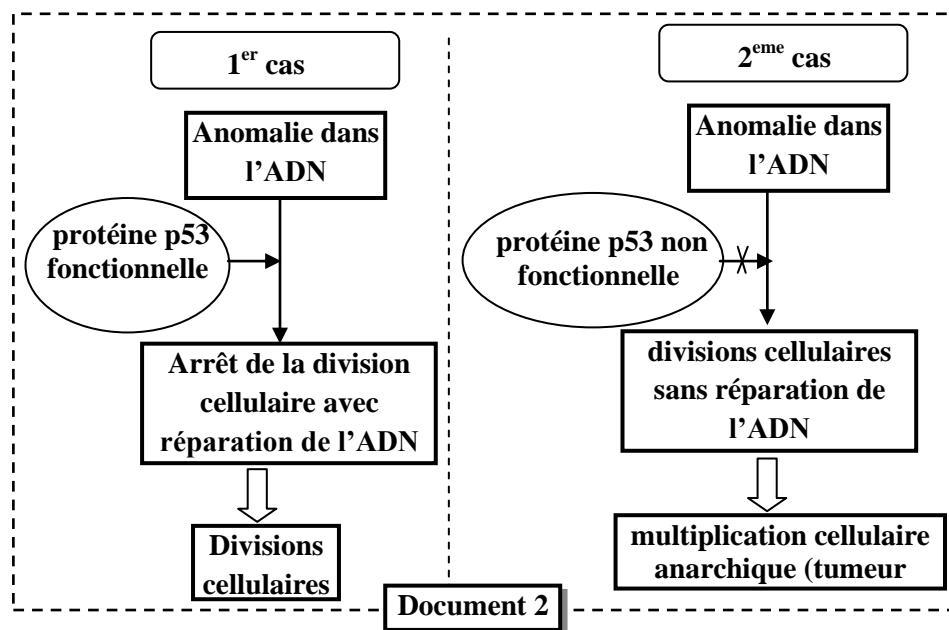 1er cas
Anomalie dans
l'ADN
protéine p53
fonctionnelle
Arrêt de la division
cellulaire avec
réparation de l'ADN
Divisions
cellulaires
2eme cas
Anomalie dans
l'ADN
protéine p53 non
fonctionnelle
divisions cellulaires
sans réparation de
l'ADN
multiplication cellulaire
anarchique (tumeur
Document 2